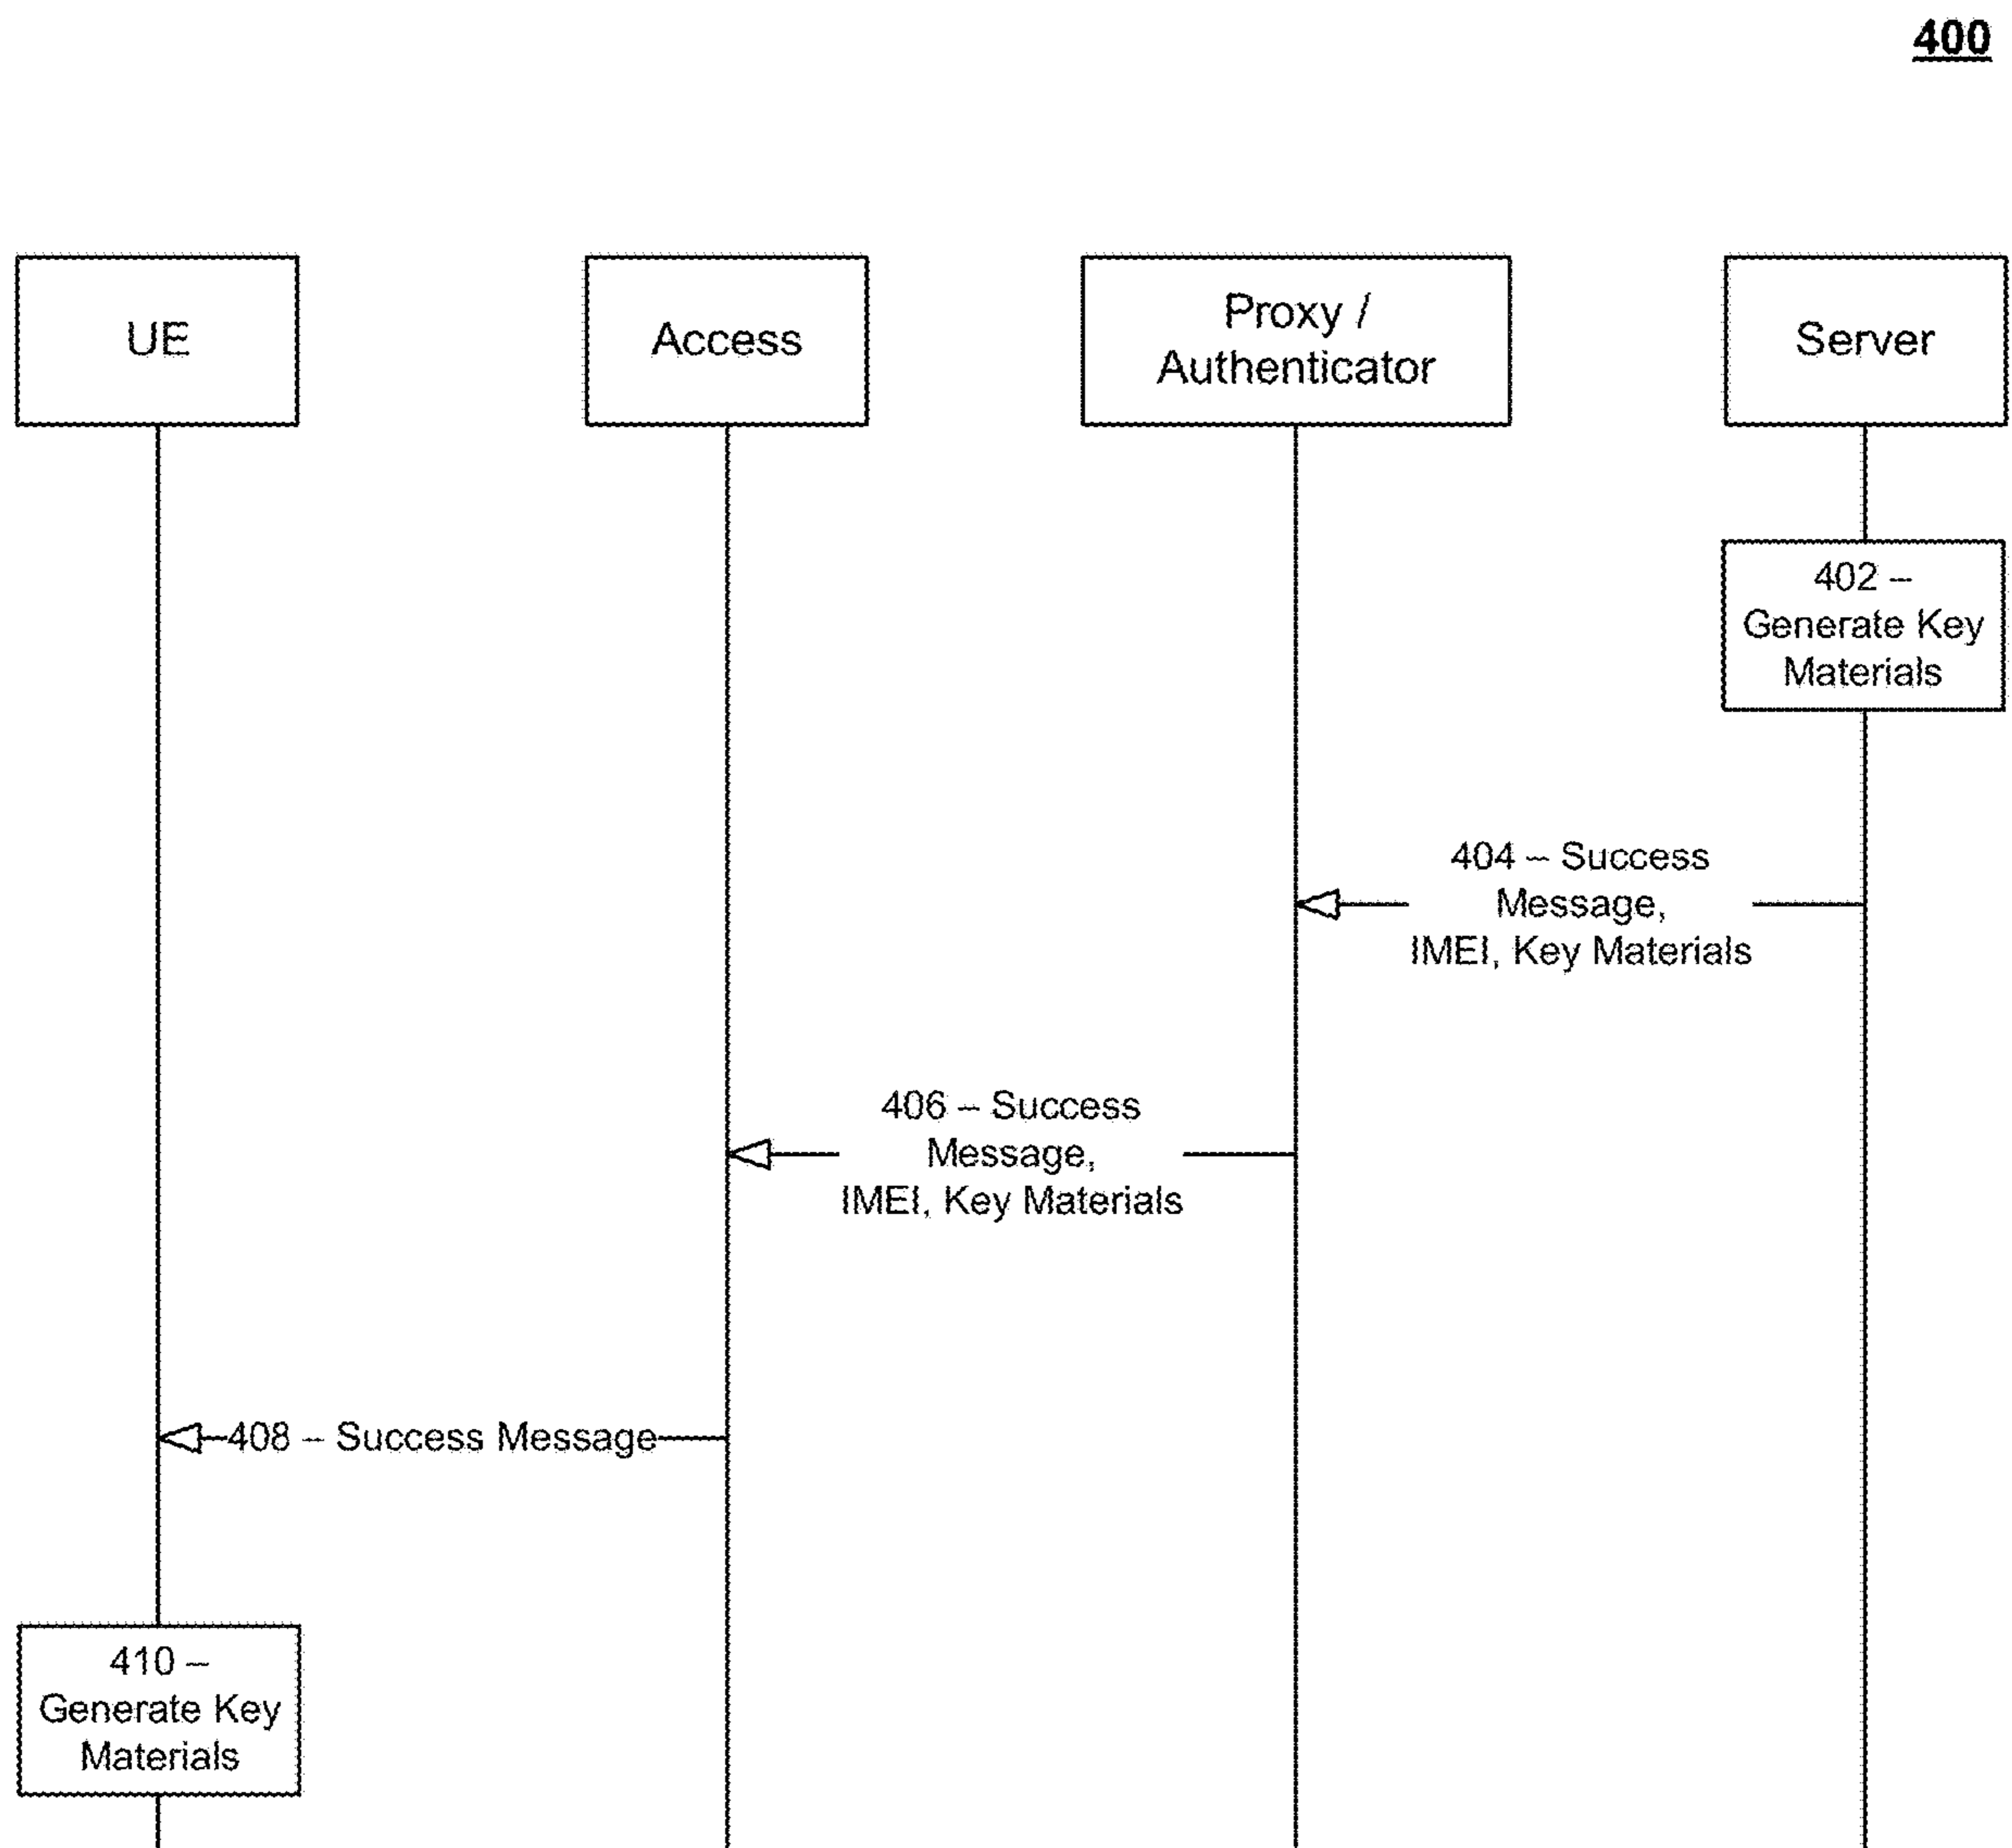 400
UE
Access
Proxy /
Authenticator
Server
402 –
Generate Key
Materials
404 – Success
Message,
IMEI, Key Materials
406 – Success
Message,
IMEI, Key Materials
408 – Success Message
410 –
Generate Key
Materials